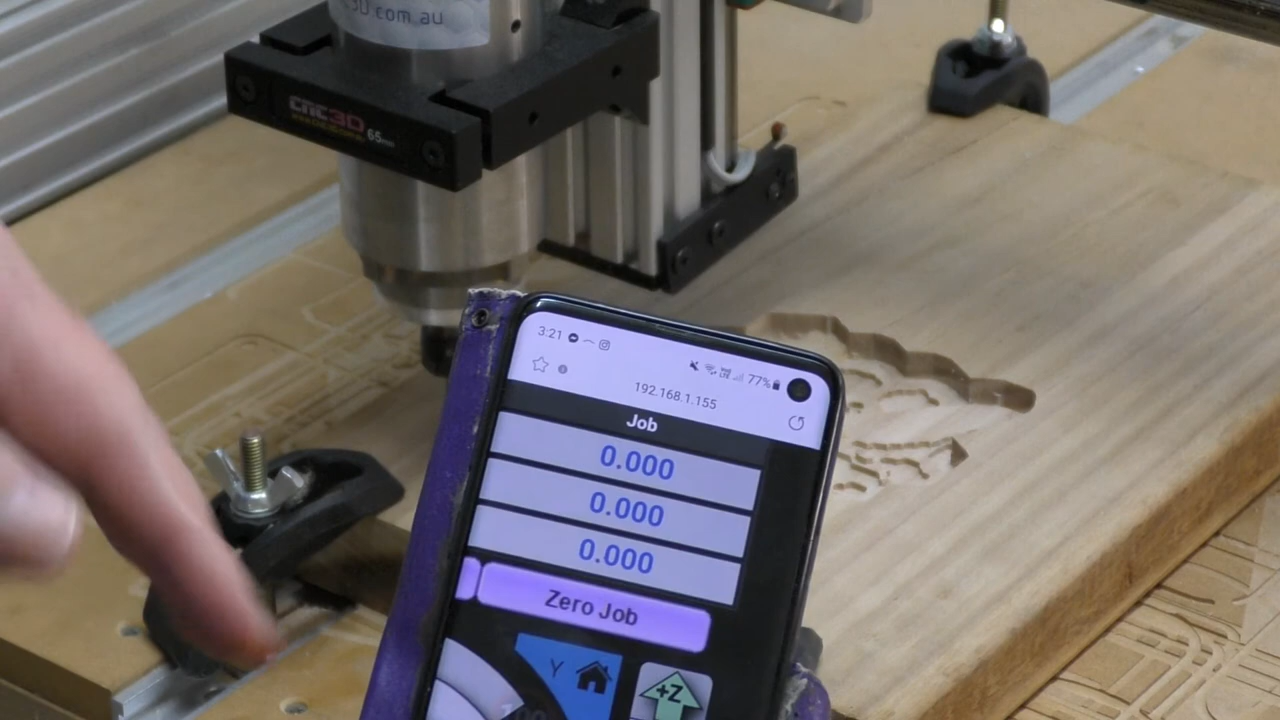 3D.com.au
CNC3D
65mm
3:21
77%
192.168.1.155
Job
0.000
0.000
0.000
Zero Job
Y
+Z
100